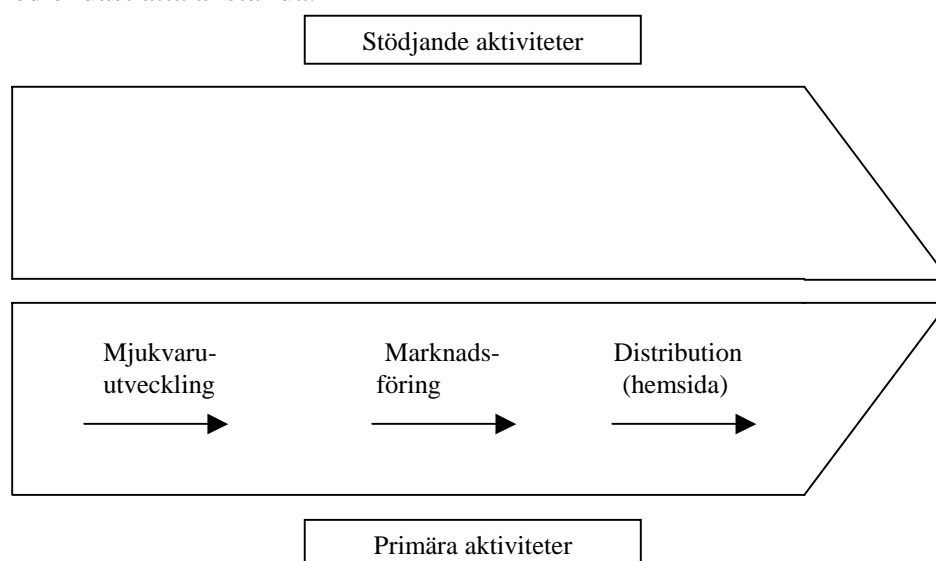 Stödjande aktiviteter
Mjukvaru-
utveckling
Marknads-
föring
Distribution
(hemsida)
Primära aktiviteter